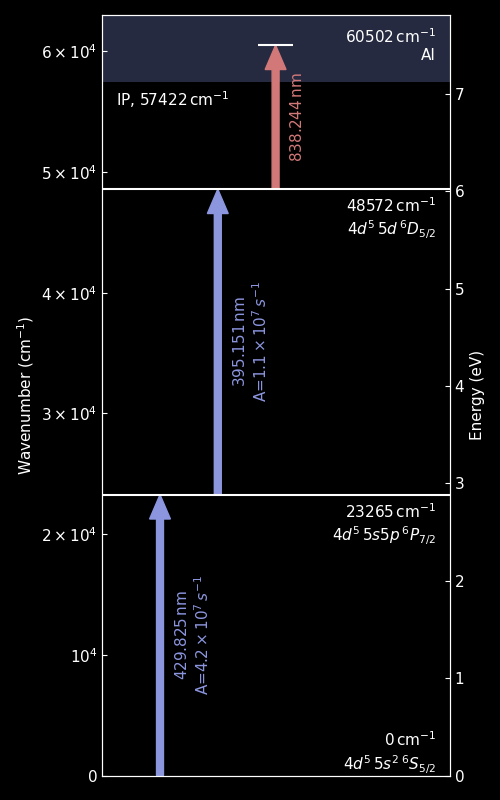 6 × 10⁴
5 × 10⁴
4 × 10⁴
3 × 10⁴
2 × 10⁴
10⁴
0
Wavenumber (cm⁻¹)
60502 cm⁻¹
AI
IP, 57422 cm⁻¹
838.244 nm
48572 cm⁻¹
4d⁵ 5d ⁶D₅/₂
395.151 nm
A=1.1 × 10⁷ s⁻¹
23265 cm⁻¹
4d⁵ 5s5p ⁶P₇/₂
429.825 nm
A=4.2 × 10⁷ s⁻¹
0 cm⁻¹
4d⁵ 5s² ⁶S₅/₂
7
6
5
4
3
2
1
0
Energy (eV)